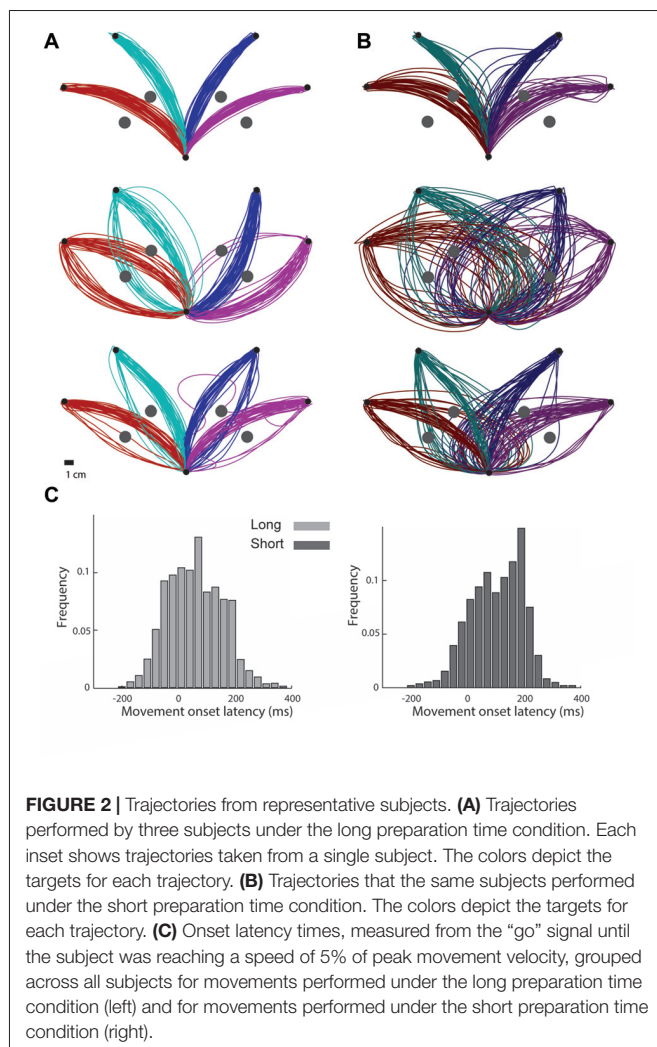 A
B
1 cm
C
Long
Short
Frequency
0.1
0.05
0
-200
0
200
400
Movement onset latency (ms)
Frequency
0.1
0.05
0
-200
0
200
400
Movement onset latency (ms)
FIGURE 2 | Trajectories from representative subjects. (A) Trajectories
performed by three subjects under the long preparation time condition. Each
inset shows trajectories taken from a single subject. The colors depict the
targets for each trajectory. (B) Trajectories that the same subjects performed
under the short preparation time condition. The colors depict the targets for
each trajectory. (C) Onset latency times, measured from the “go” signal until
the subject was reaching a speed of 5% of peak movement velocity, grouped
across all subjects for movements performed under the long preparation time
condition (left) and for movements performed under the short preparation time
condition (right).